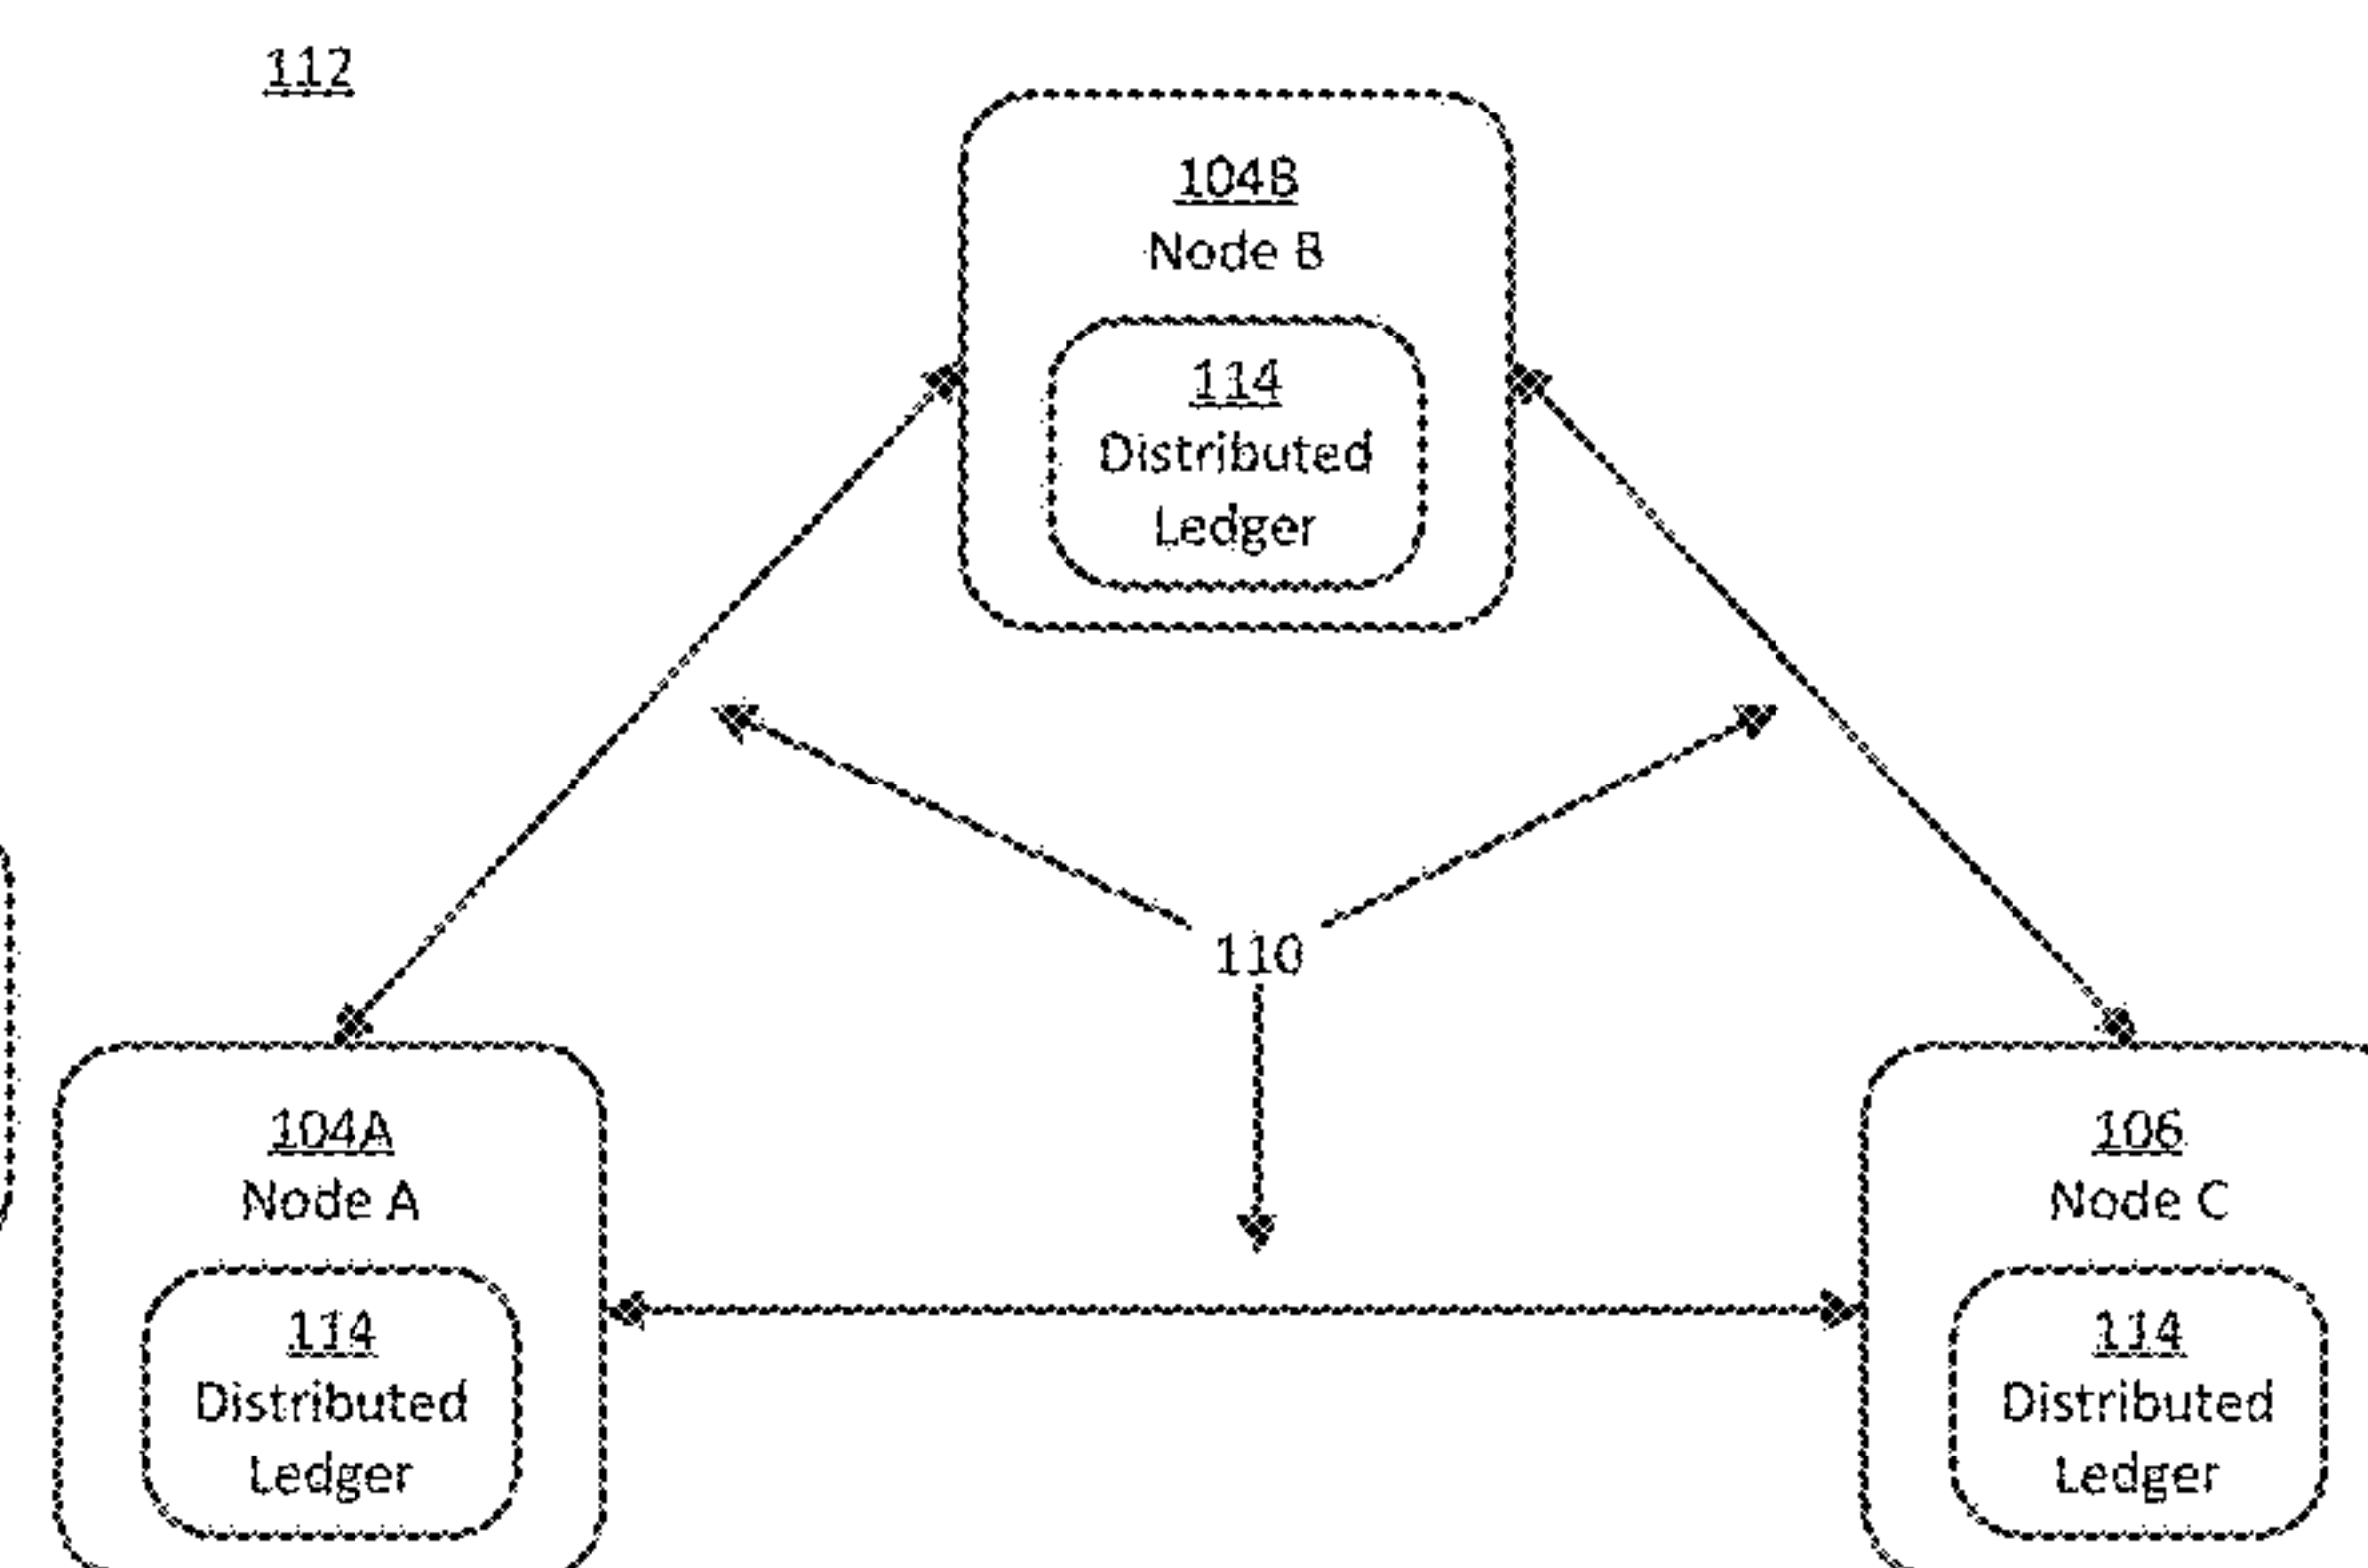 112
104B
Node B
114
Distributed
Ledger
110
104A
Node A
114
Distributed
Ledger
106
Node C
114
Distributed
Ledger